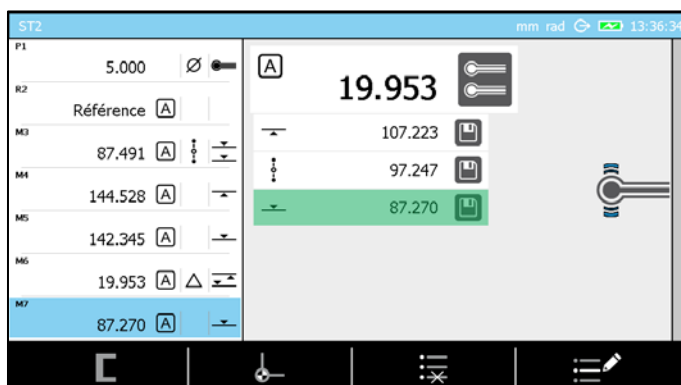 ST2 mm rad 13:36:34
P1
5.000 Ø
R2
Référence A
M3
87.491 A
M4
144.528 A
M5
142.345 A
M6
19.953 A
M7
87.270 A
A
19.953
107.223
97.247
87.270